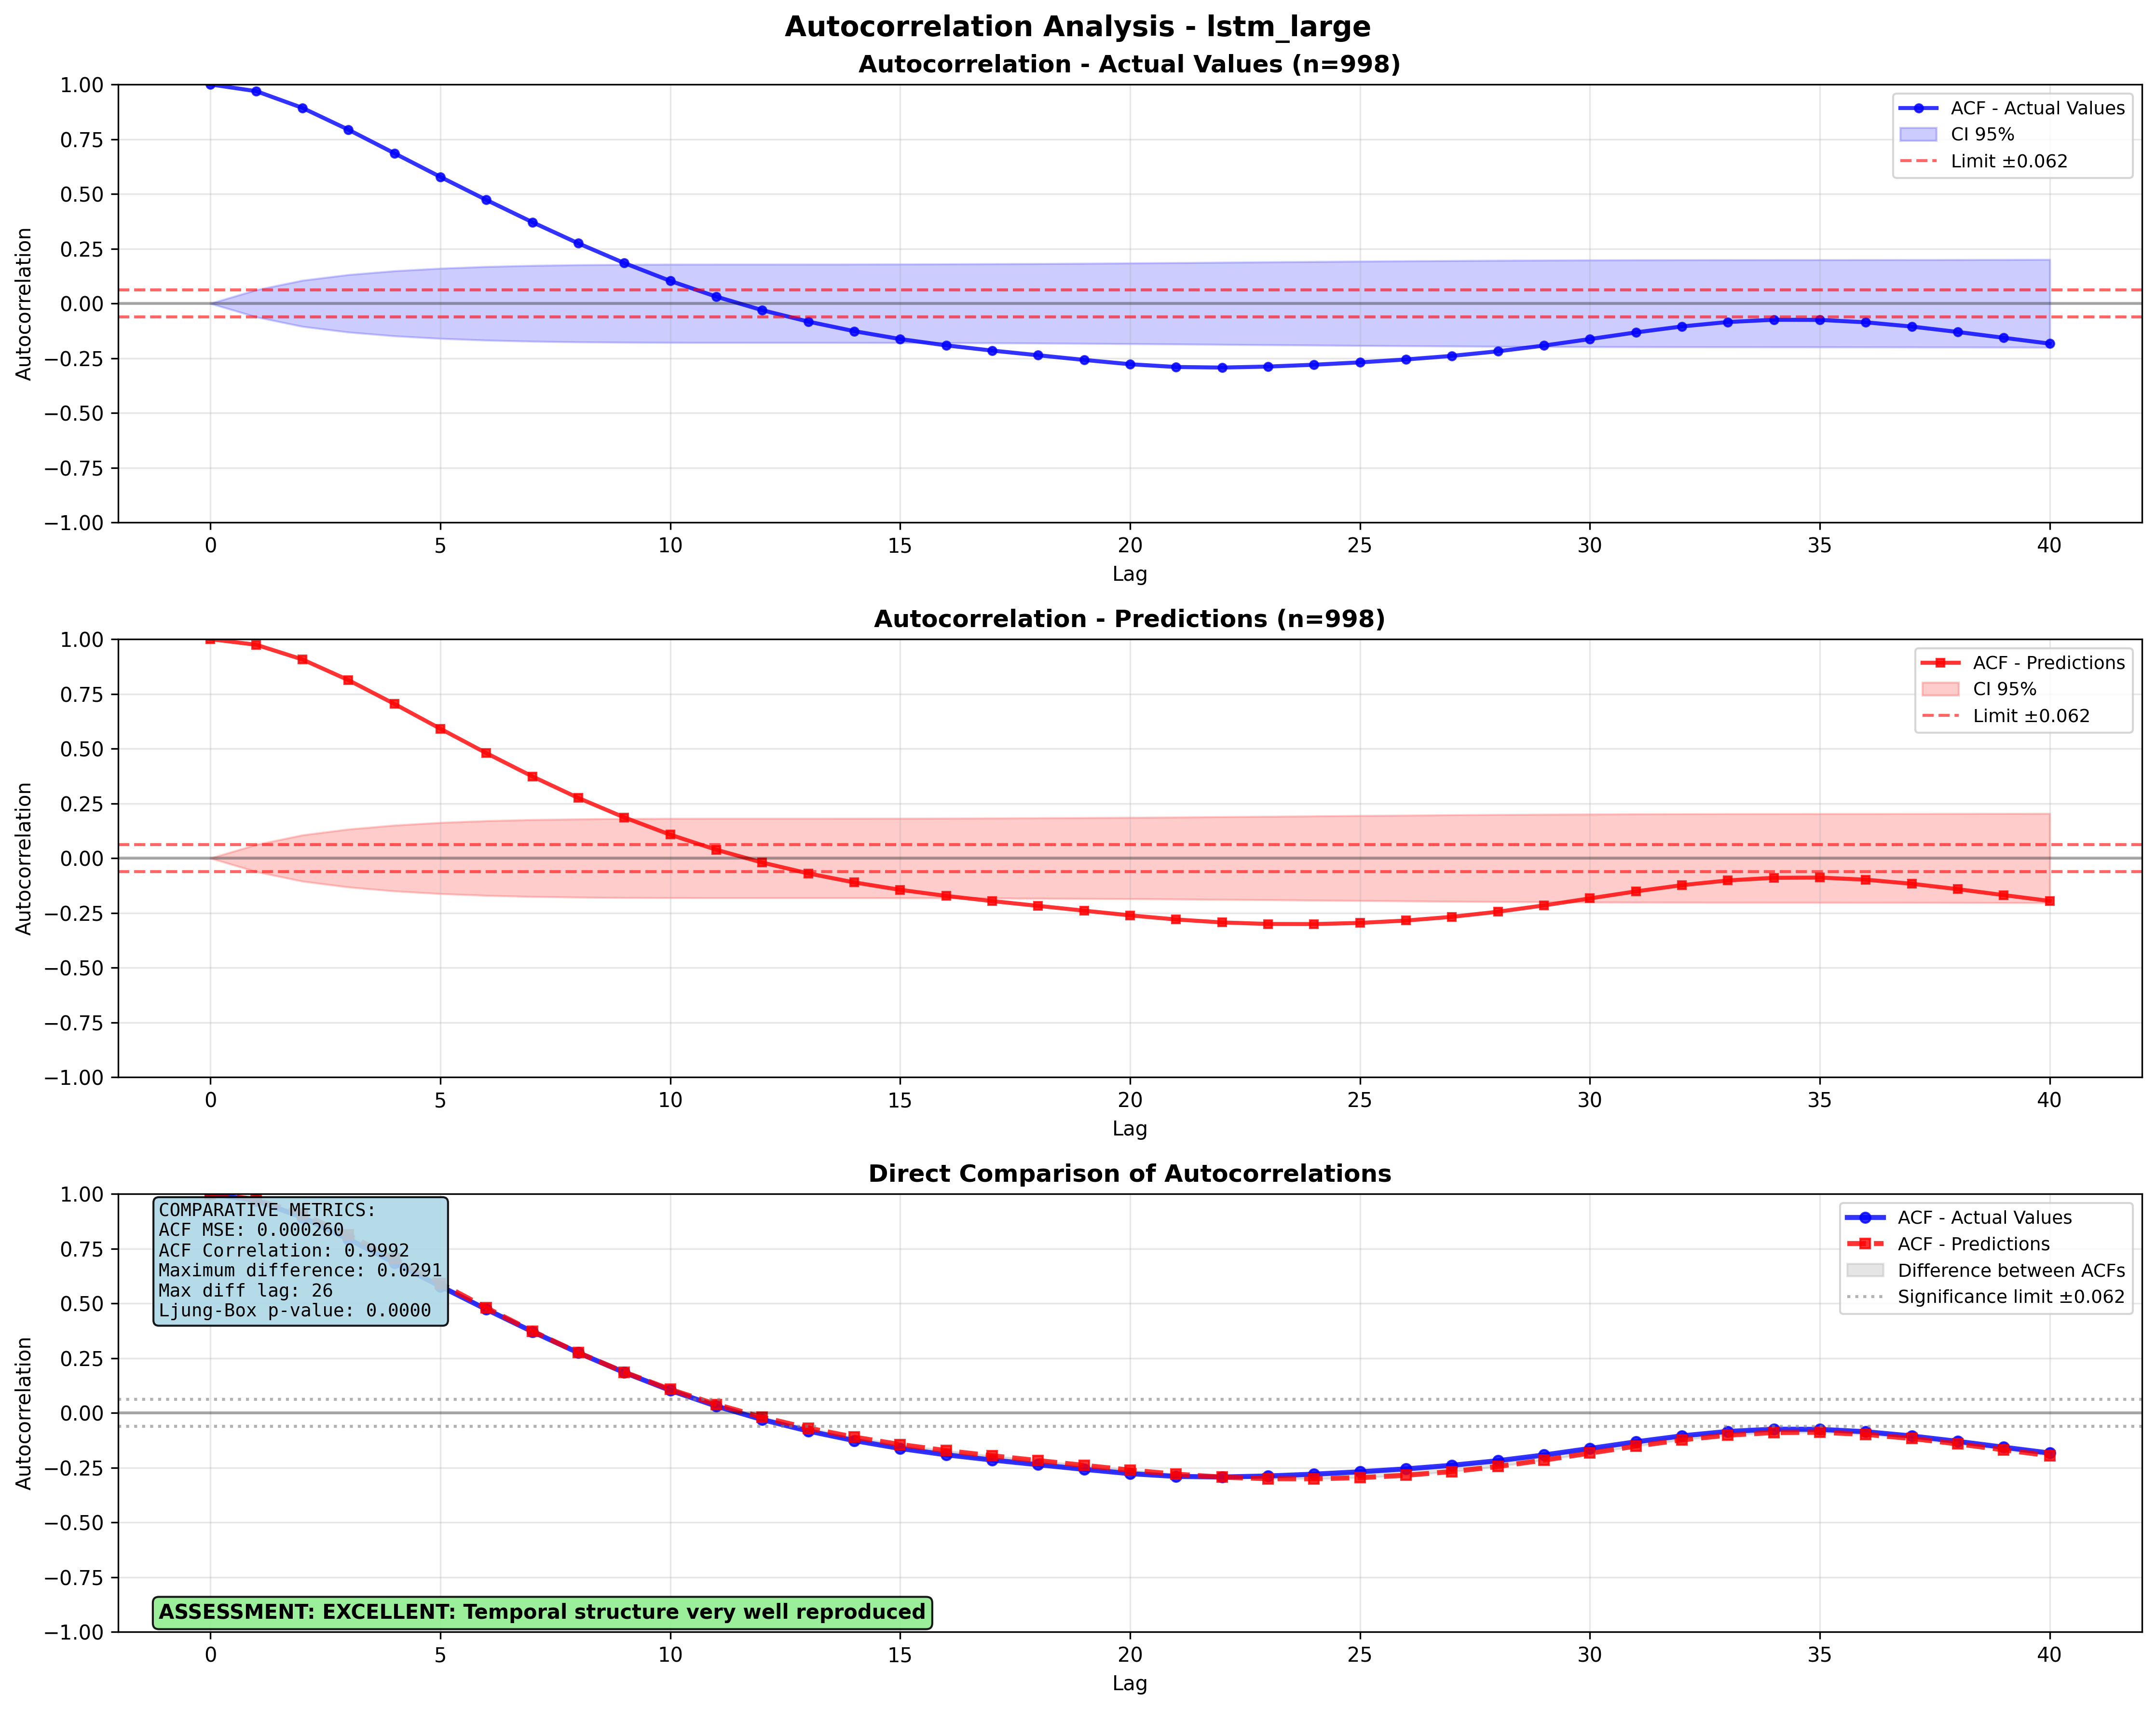 Autocorrelation Analysis - lstm_large
Autocorrelation - Actual Values (n=998)
1.00
0.75
0.50
0.25
0.00
−0.25
−0.50
−0.75
−1.00
Autocorrelation
ACF - Actual Values
CI 95%
Limit ±0.062
0 5 10 15 20 25 30 35 40
Lag
Autocorrelation - Predictions (n=998)
1.00
0.75
0.50
0.25
0.00
−0.25
−0.50
−0.75
−1.00
Autocorrelation
ACF - Predictions
CI 95%
Limit ±0.062
0 5 10 15 20 25 30 35 40
Lag
Direct Comparison of Autocorrelations
1.00
0.75
0.50
0.25
0.00
−0.25
−0.50
−0.75
−1.00
Autocorrelation
COMPARATIVE METRICS:
ACF MSE: 0.000260
ACF Correlation: 0.9992
Maximum difference: 0.0291
Max diff lag: 26
Ljung-Box p-value: 0.0000
ACF - Actual Values
ACF - Predictions
Difference between ACFs
Significance limit ±0.062
ASSESSMENT: EXCELLENT: Temporal structure very well reproduced
0 5 10 15 20 25 30 35 40
Lag